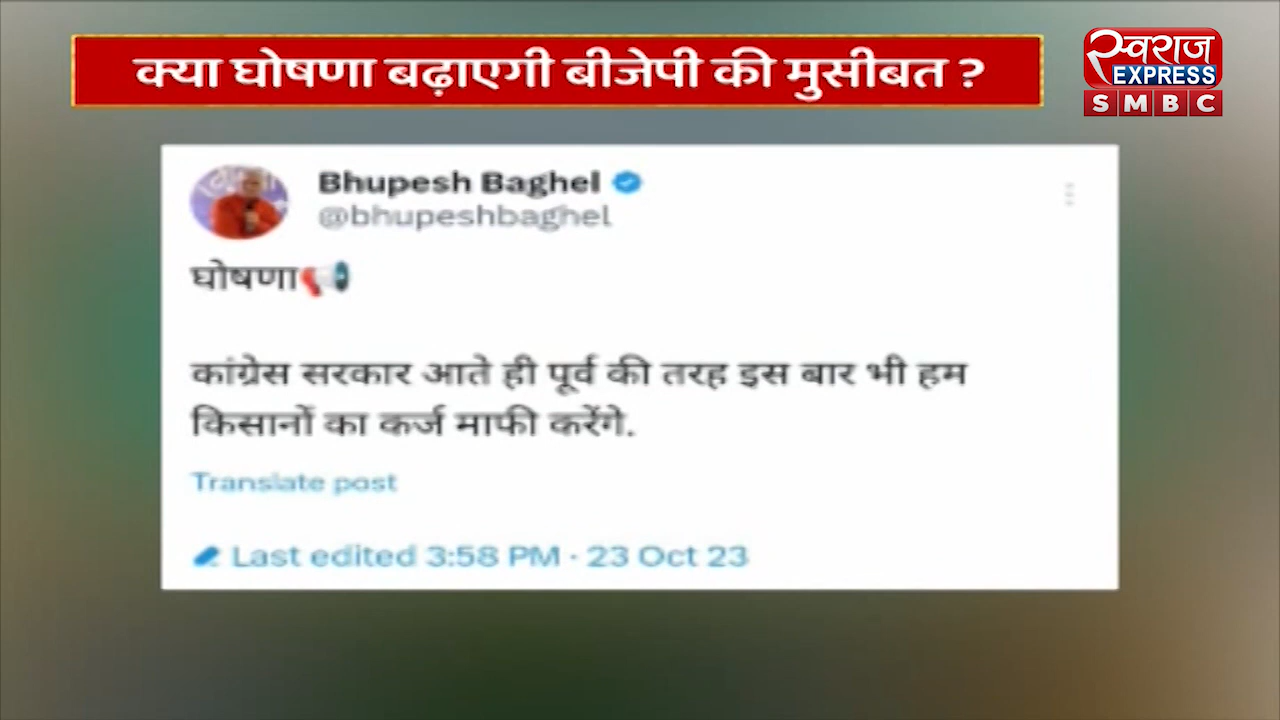 क्या घोषणा बढ़ाएगी बीजेपी की मुसीबत ?
स्वराज
EXPRESS
SMBC
Bhupesh Baghel
@bhupeshbaghel
घोषणा📢
कांग्रेस सरकार आते ही पूर्व की तरह इस बार भी हम
किसानों का कर्ज माफी करेंगे.
Translate post
Last edited 3:58 PM · 23 Oct 23